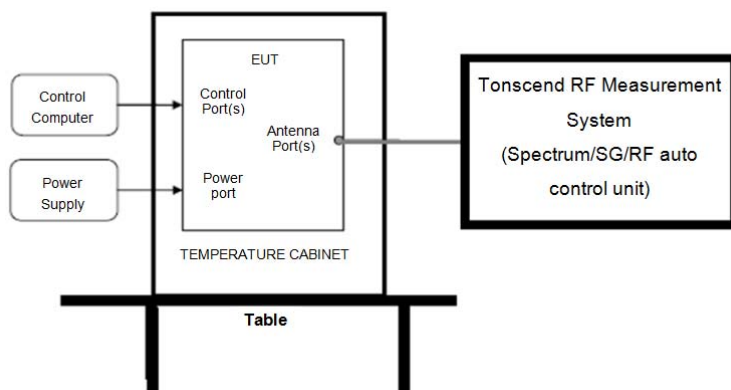 EUT
Control
Computer
Control
Port(s)
Antenna
Port(s)
Power
Supply
Power
port
TEMPERATURE CABINET
Table
Tonscend RF Measurement
System
(Spectrum/SG/RF auto
control unit)